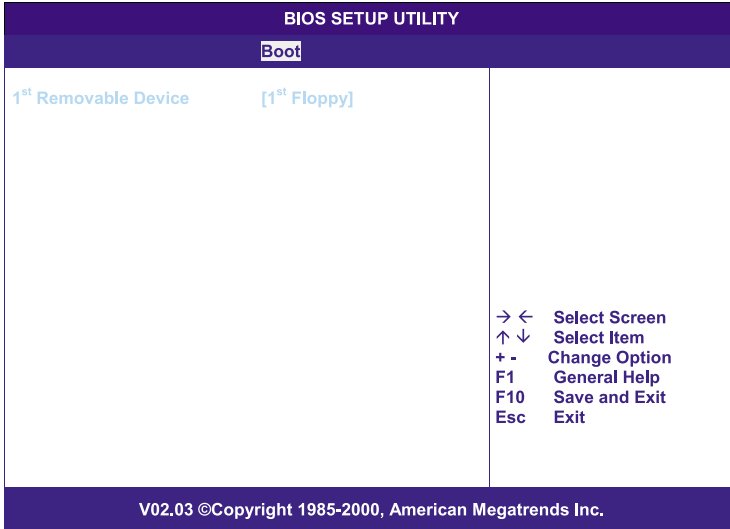 BIOS SETUP UTILITY
Boot
1st Removable Device [1st Floppy]
→ ← Select Screen
↑ ↓ Select Item
+ - Change Option
F1 General Help
F10 Save and Exit
Esc Exit
V02.03 ©Copyright 1985-2000, American Megatrends Inc.